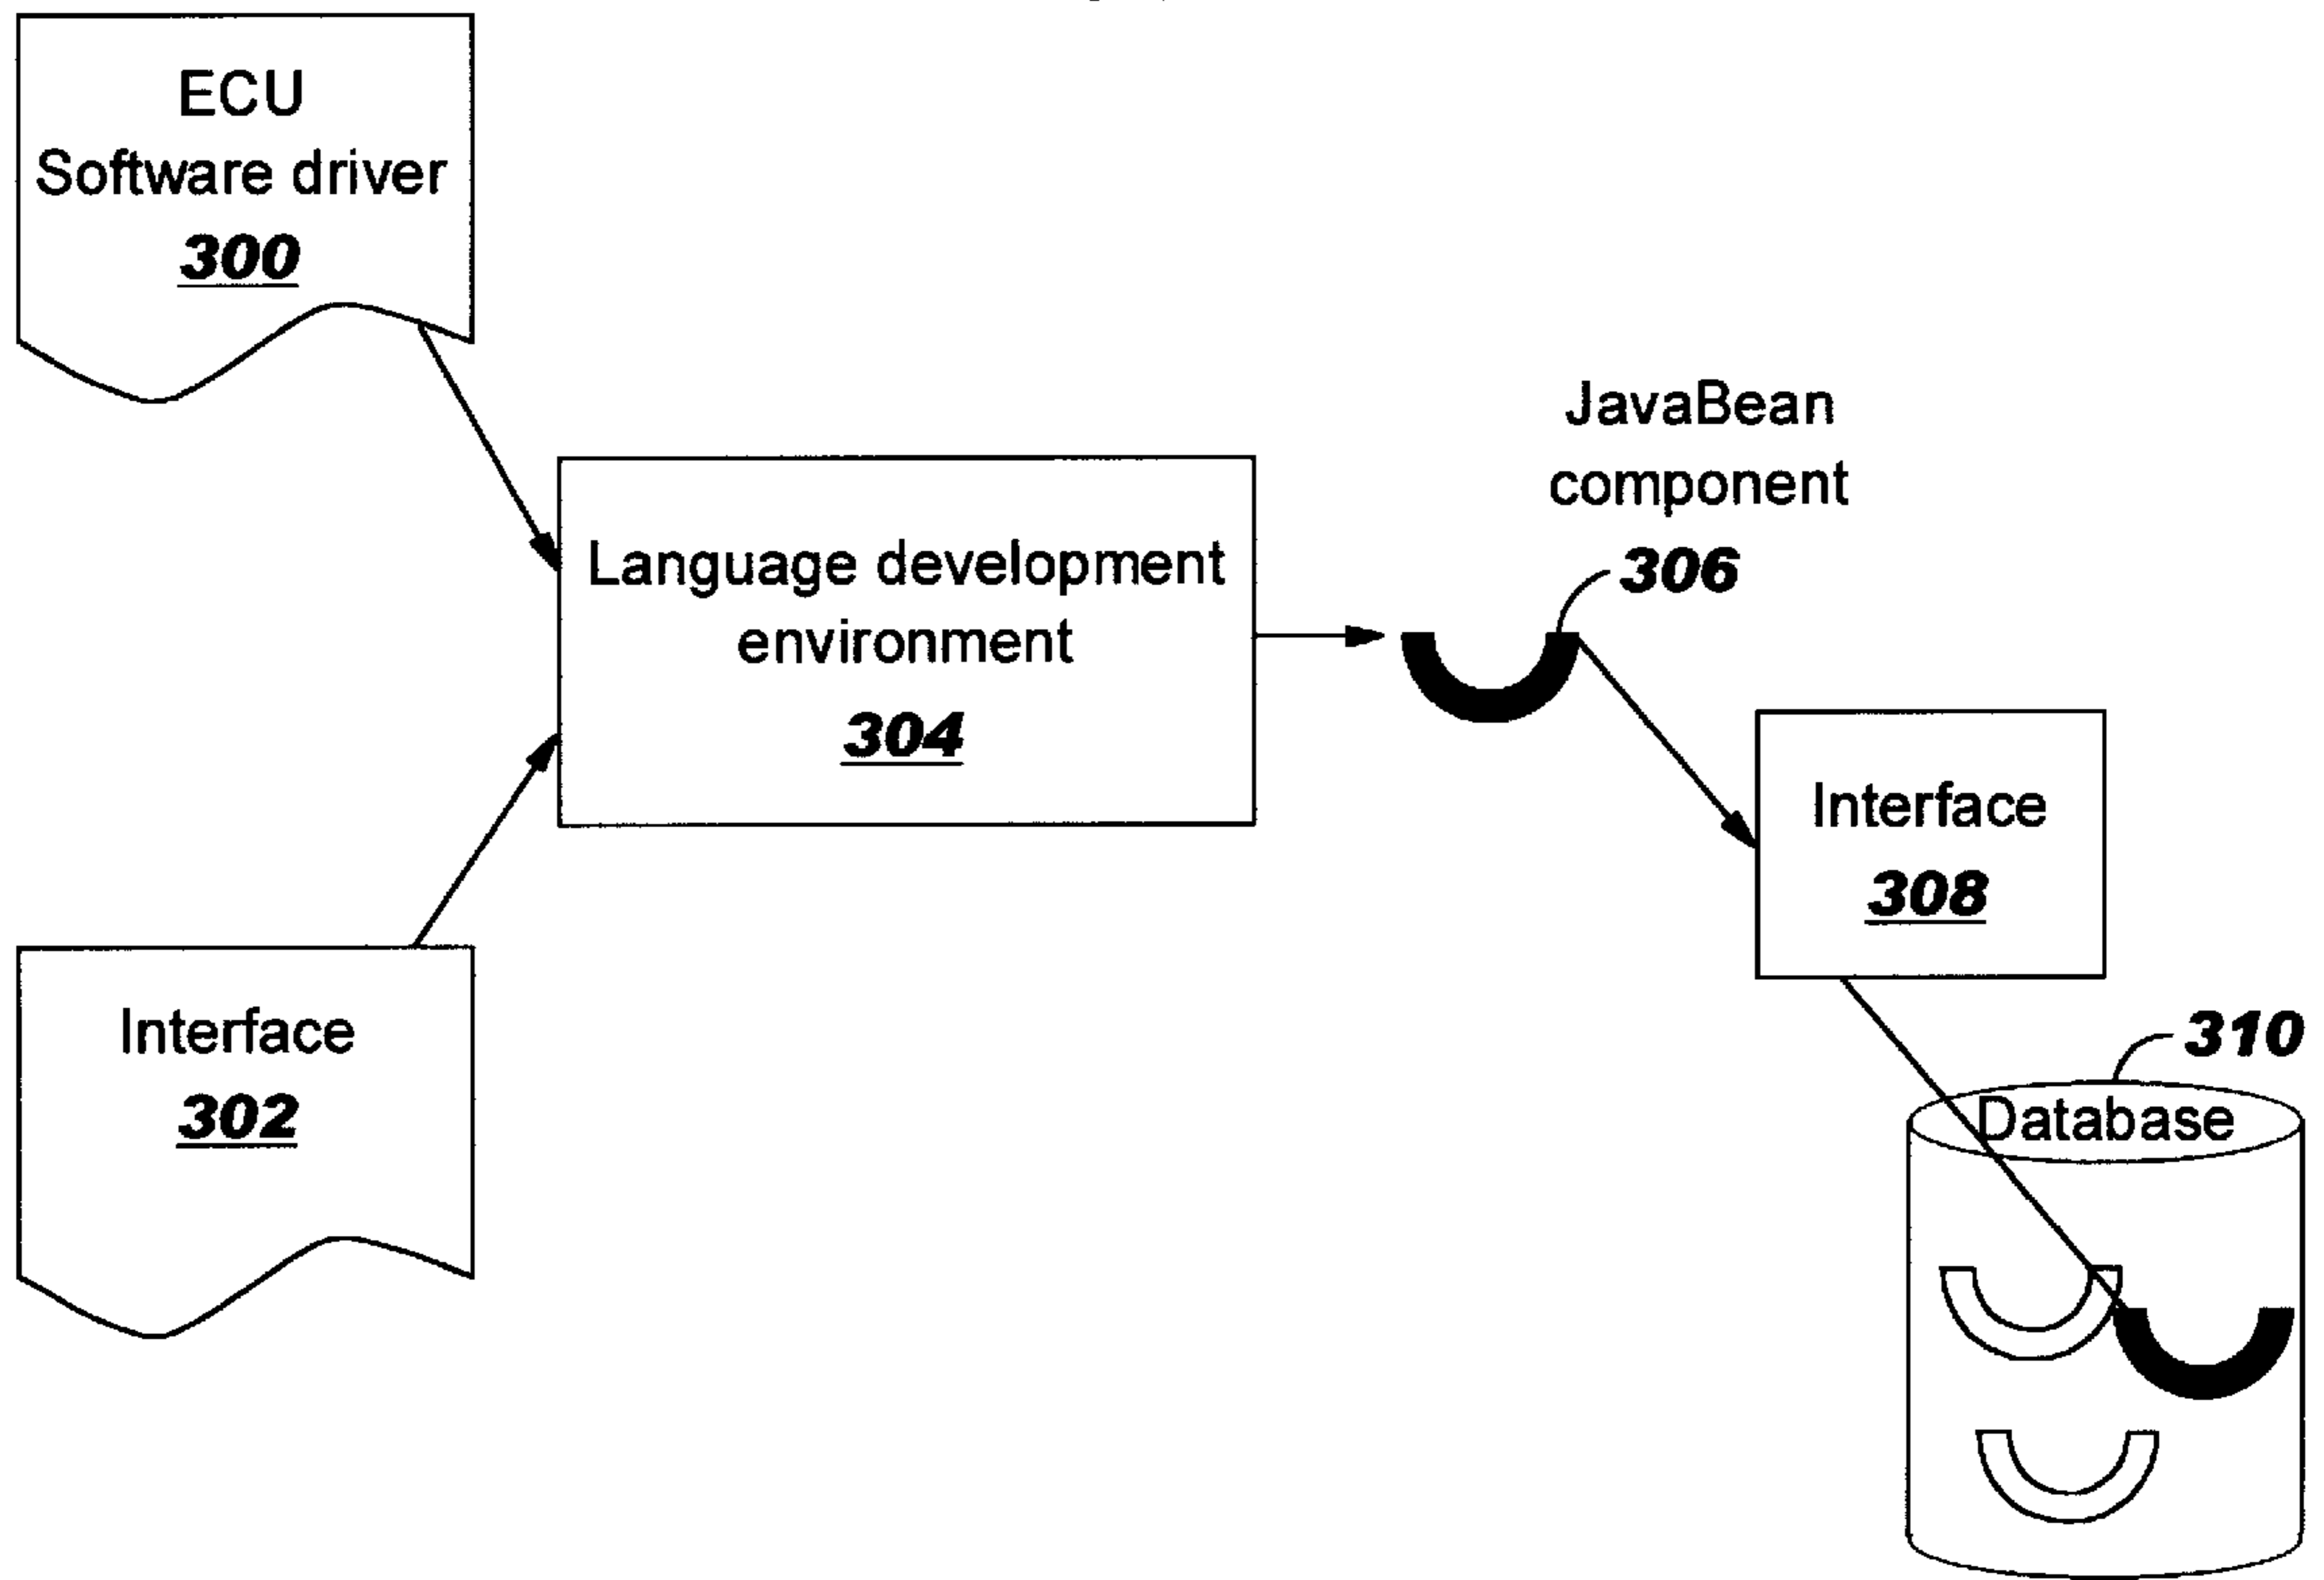 ECU
Software driver
300
JavaBean
component
306
Language development
environment
304
Interface
308
Interface
302
310
Database